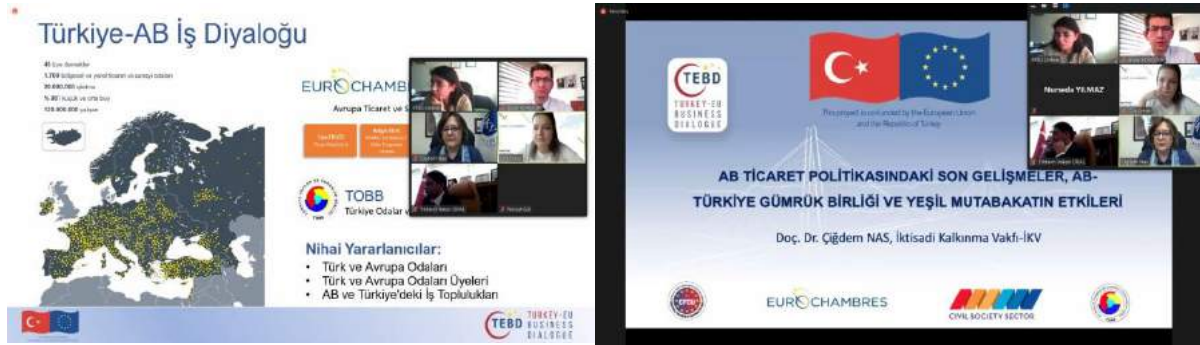 Türkiye-AB İş Diyaloğu
EUROCHAMB
Avrupa Ticaret ve S
TOBB
Türkiye Odalar v
Nihai Yararlanıcılar:
• Türk ve Avrupa Odaları
• Türk ve Avrupa Odaları Üyeleri
• AB ve Türkiye'deki İş Toplulukları
TEBD TURKEY-EU
BUSINESS
DIALOGUE
TEBD
TURKEY-EU
BUSINESS
DIALOGUE
This project is co-funded by the European Union
and the Republic of Turkey
Nurseda YILMAZ
AB TİCARET POLİTİKASINDAKİ SON GELİŞMELER, AB-
TÜRKİYE GÜMRÜK BİRLİĞİ VE YEŞİL MUTABAKATIN ETKİLERİ
Doç. Dr. Çiğdem NAS, İktisadi Kalkınma Vakfı-İKV
EUROCHAMBRES
CIVIL SOCIETY SECTOR